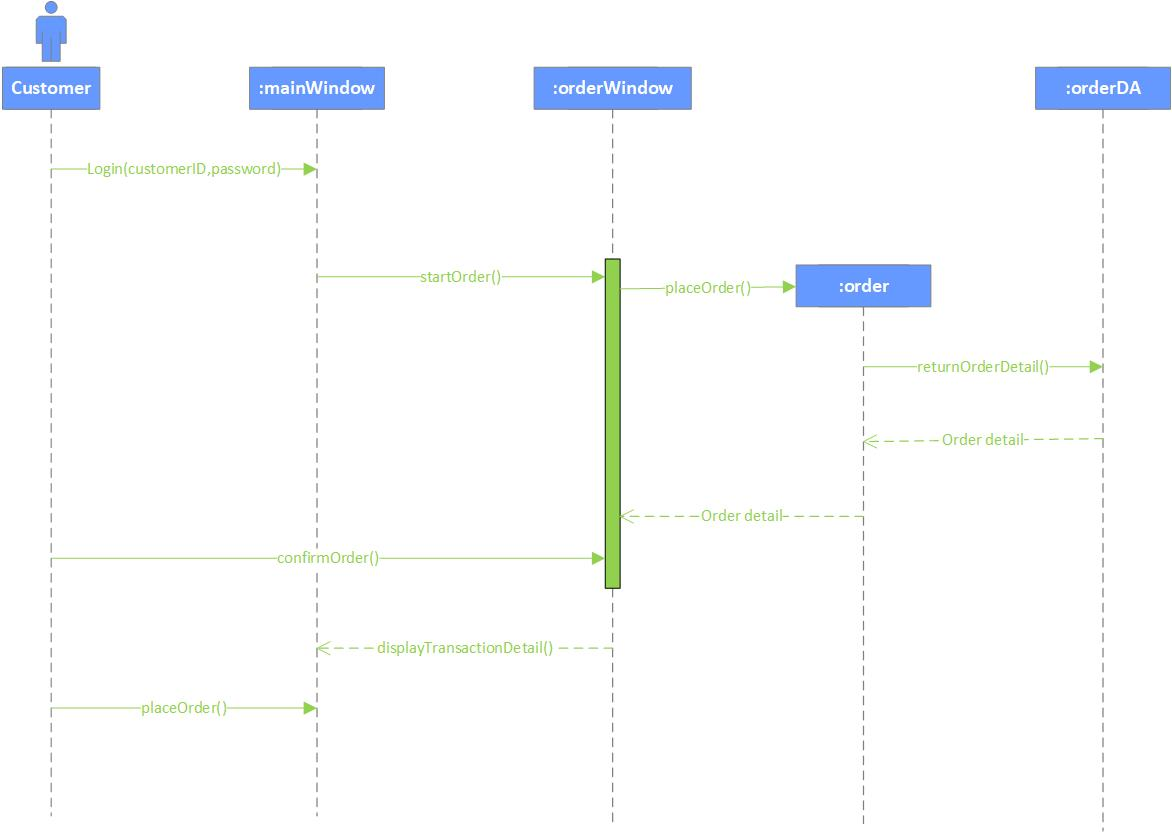 Customer
:mainWindow
:orderWindow
:orderDA
Login(customerID,password)
startOrder()
placeOrder()
:order
returnOrderDetail()
Order detail
Order detail
confirmOrder()
displayTransactionDetail()
placeOrder()